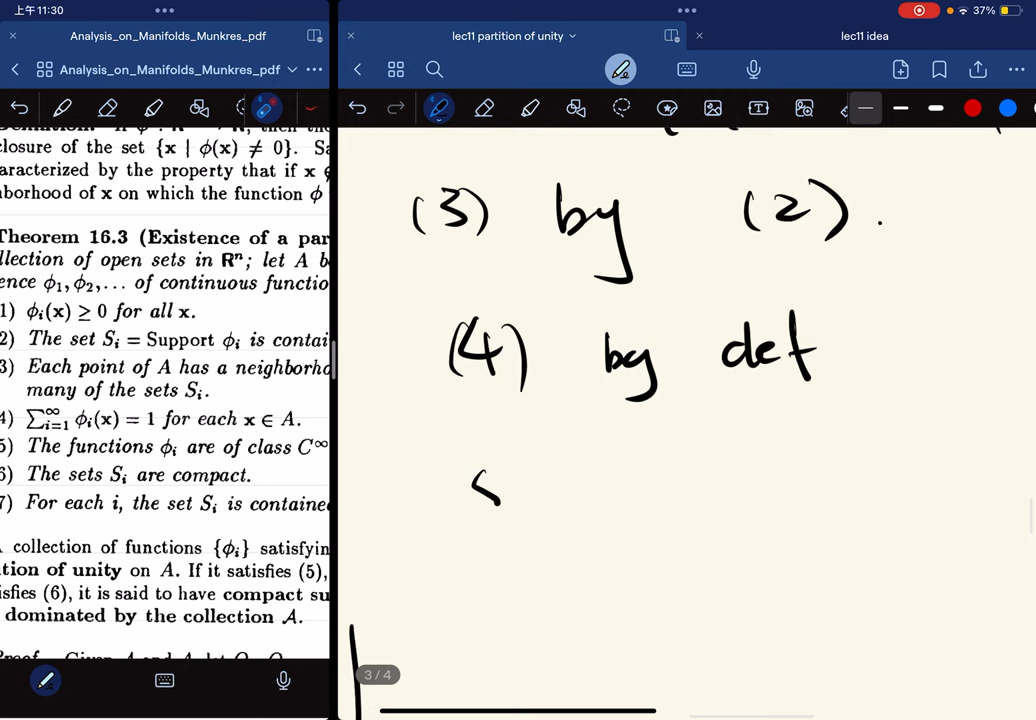 上午11:30
37%
Analysis_on_Manifolds_Munkres_pdf
lec11 partition of unity
lec11 idea
Analysis_on_Manifolds_Munkres_pdf
closure of the set {x | ϕ(x) ≠ 0}. Sa
aracterized by the property that if x
nborhood of x on which the function ϕ
Theorem 16.3 (Existence of a par
llection of open sets in Rⁿ; let A b
ence ϕ₁, ϕ₂,... of continuous functio
1) ϕᵢ(x) ≥ 0 for all x.
2) The set Sᵢ = Support ϕᵢ is contai
3) Each point of A has a neighborho
many of the sets Sᵢ.
4) ∑ᵢ₌₁^∞ ϕᵢ(x) = 1 for each x ∈ A.
5) The functions ϕᵢ are of class C^∞
6) The sets Sᵢ are compact.
7) For each i, the set Sᵢ is contained
A collection of functions {ϕᵢ} satisfyin
ition of unity on A. If it satisfies (5),
isfies (6), it is said to have compact su
dominated by the collection A.
(3) by (2).
(4) by def
3 / 4